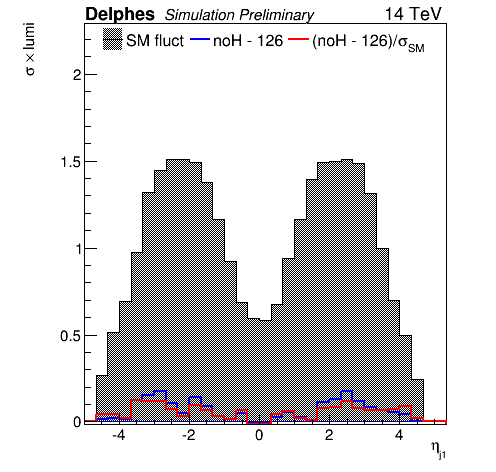 Delphes Simulation Preliminary 14 TeV
SM fluct noH - 126 (noH - 126)/σSM
σ × lumi
2
1.5
1
0.5
0
-4 -2 0 2 4
ηj1